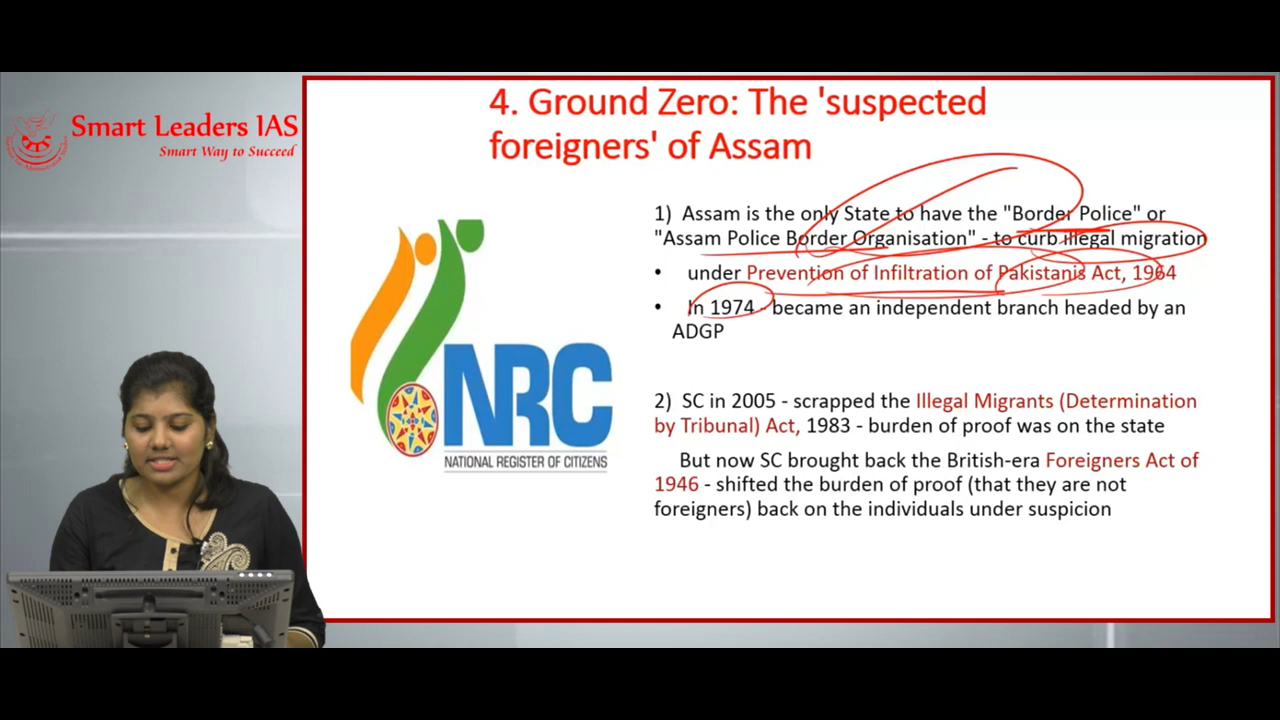 Smart Leaders IAS
Smart Way to Succeed
4. Ground Zero: The 'suspected
foreigners' of Assam
1) Assam is the only State to have the "Border Police" or
"Assam Police Border Organisation" - to curb illegal migration
• under Prevention of Infiltration of Pakistanis Act, 1964
• In 1974 - became an independent branch headed by an
ADGP
NRC
NATIONAL REGISTER OF CITIZENS
2) SC in 2005 - scrapped the Illegal Migrants (Determination
by Tribunal) Act, 1983 - burden of proof was on the state
But now SC brought back the British-era Foreigners Act of
1946 - shifted the burden of proof (that they are not
foreigners) back on the individuals under suspicion